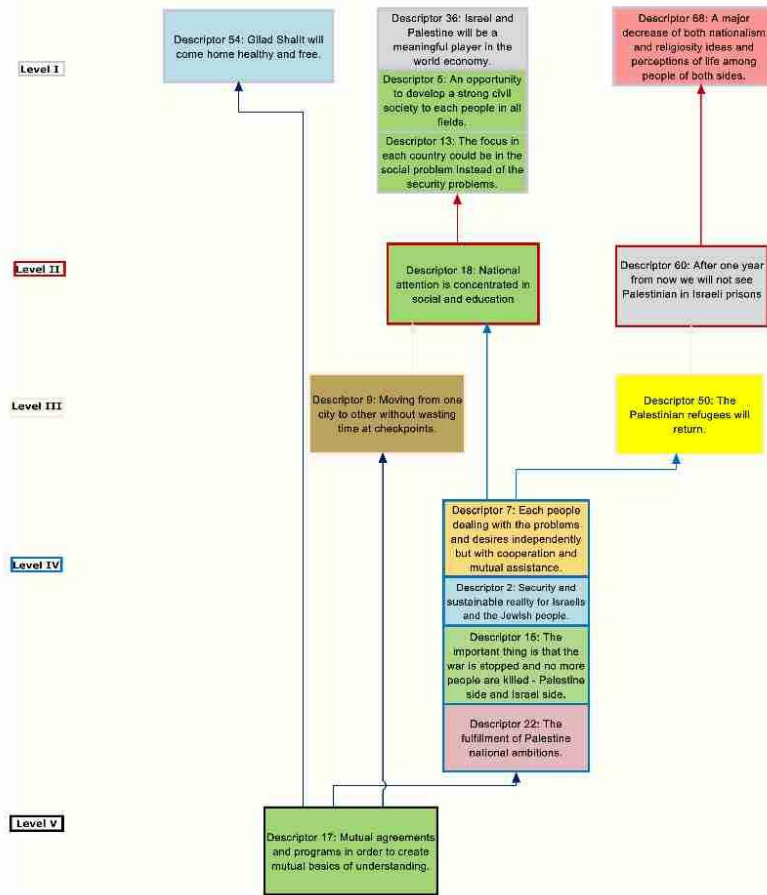 Descriptor 54: Gilad Shalit will
come home healthy and free.
Descriptor 36: Israel and
Palestine will be a
meaningful player in the
world economy.
Descriptor 5: An opportunity
to develop a strong civil
society to each people in all
fields.
Descriptor 13: The focus in
each country could be in the
social problem instead of the
security problems.
Descriptor 68: A major
decrease of both nationalism
and religiosity ideas and
perceptions of life among
people of both sides.
Level I
Level II
Descriptor 18: National
attention is concentrated in
social and education
Descriptor 60: After one year
from now we will not see
Palestinian in Israeli prisons
Level III
Descriptor 9: Moving from one
city to other without wasting
time at checkpoints.
Descriptor 50: The
Palestinian refugees will
return.
Level IV
Descriptor 7: Each people
dealing with the problems
and desires independently
but with cooperation and
mutual assistance.
Descriptor 2: Security and
sustainable reality for Israelis
and the Jewish people.
Descriptor 15: The
important thing is that the
war is stopped and no more
people are killed - Palestine
side and Israel side.
Descriptor 22: The
fulfillment of Palestine
national ambitions.
Level V
Descriptor 17: Mutual agreements
and programs in order to create
mutual basics of understanding.